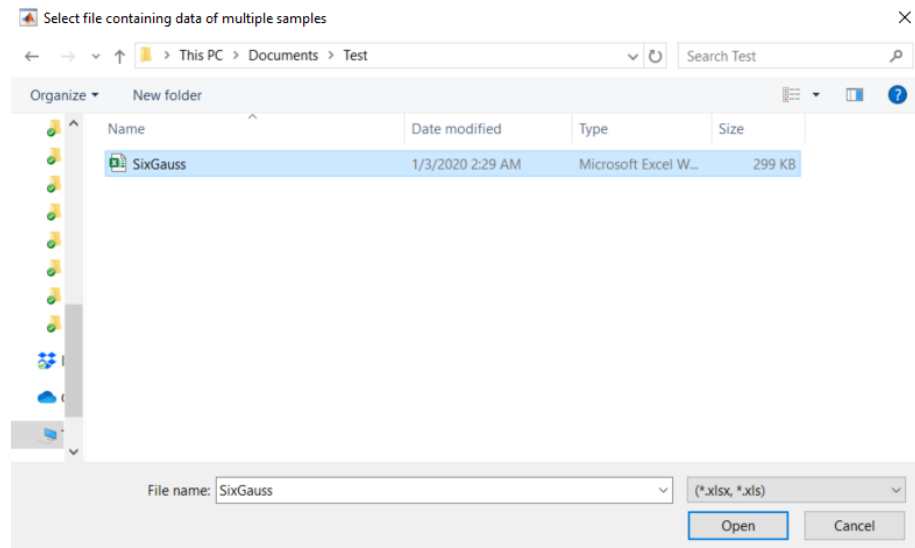 Select file containing data of multiple samples
This PC > Documents > Test
Search Test
Organize
New folder
Name
Date modified
Type
Size
SixGauss
1/3/2020 2:29 AM
Microsoft Excel W...
299 KB
File name:
SixGauss
(*.xlsx, *.xls)
Open
Cancel